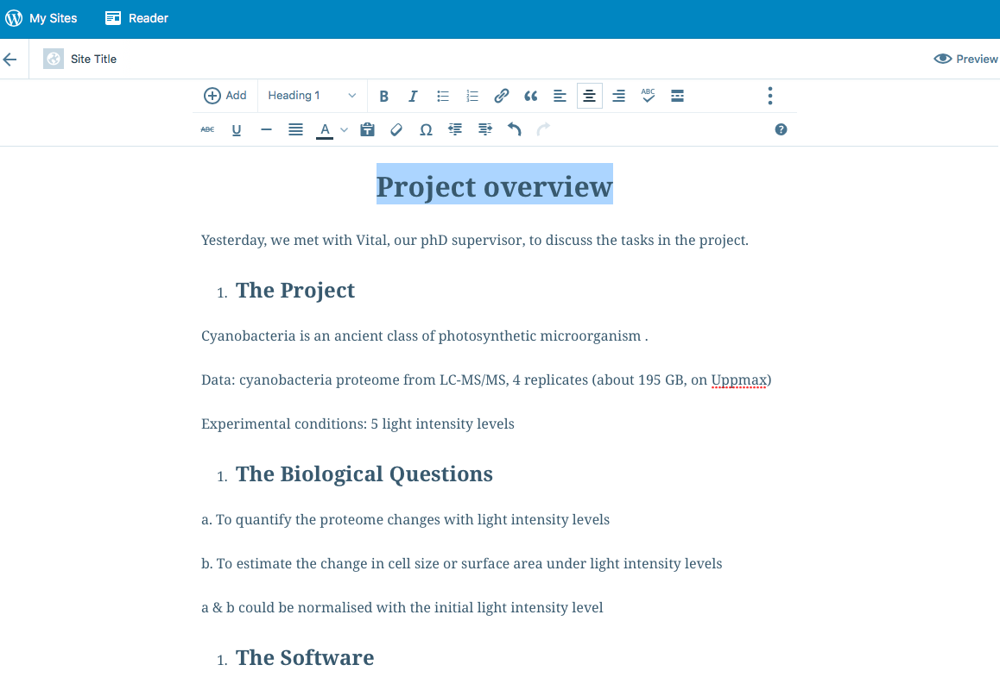 My Sites Reader
Site Title Preview
Add Heading 1 B I ABC
ABC U A Ω ?
Project overview
Yesterday, we met with Vital, our phD supervisor, to discuss the tasks in the project.
1. The Project
Cyanobacteria is an ancient class of photosynthetic microorganism .
Data: cyanobacteria proteome from LC-MS/MS, 4 replicates (about 195 GB, on Uppmax)
Experimental conditions: 5 light intensity levels
1. The Biological Questions
a. To quantify the proteome changes with light intensity levels
b. To estimate the change in cell size or surface area under light intensity levels
a & b could be normalised with the initial light intensity level
1. The Software